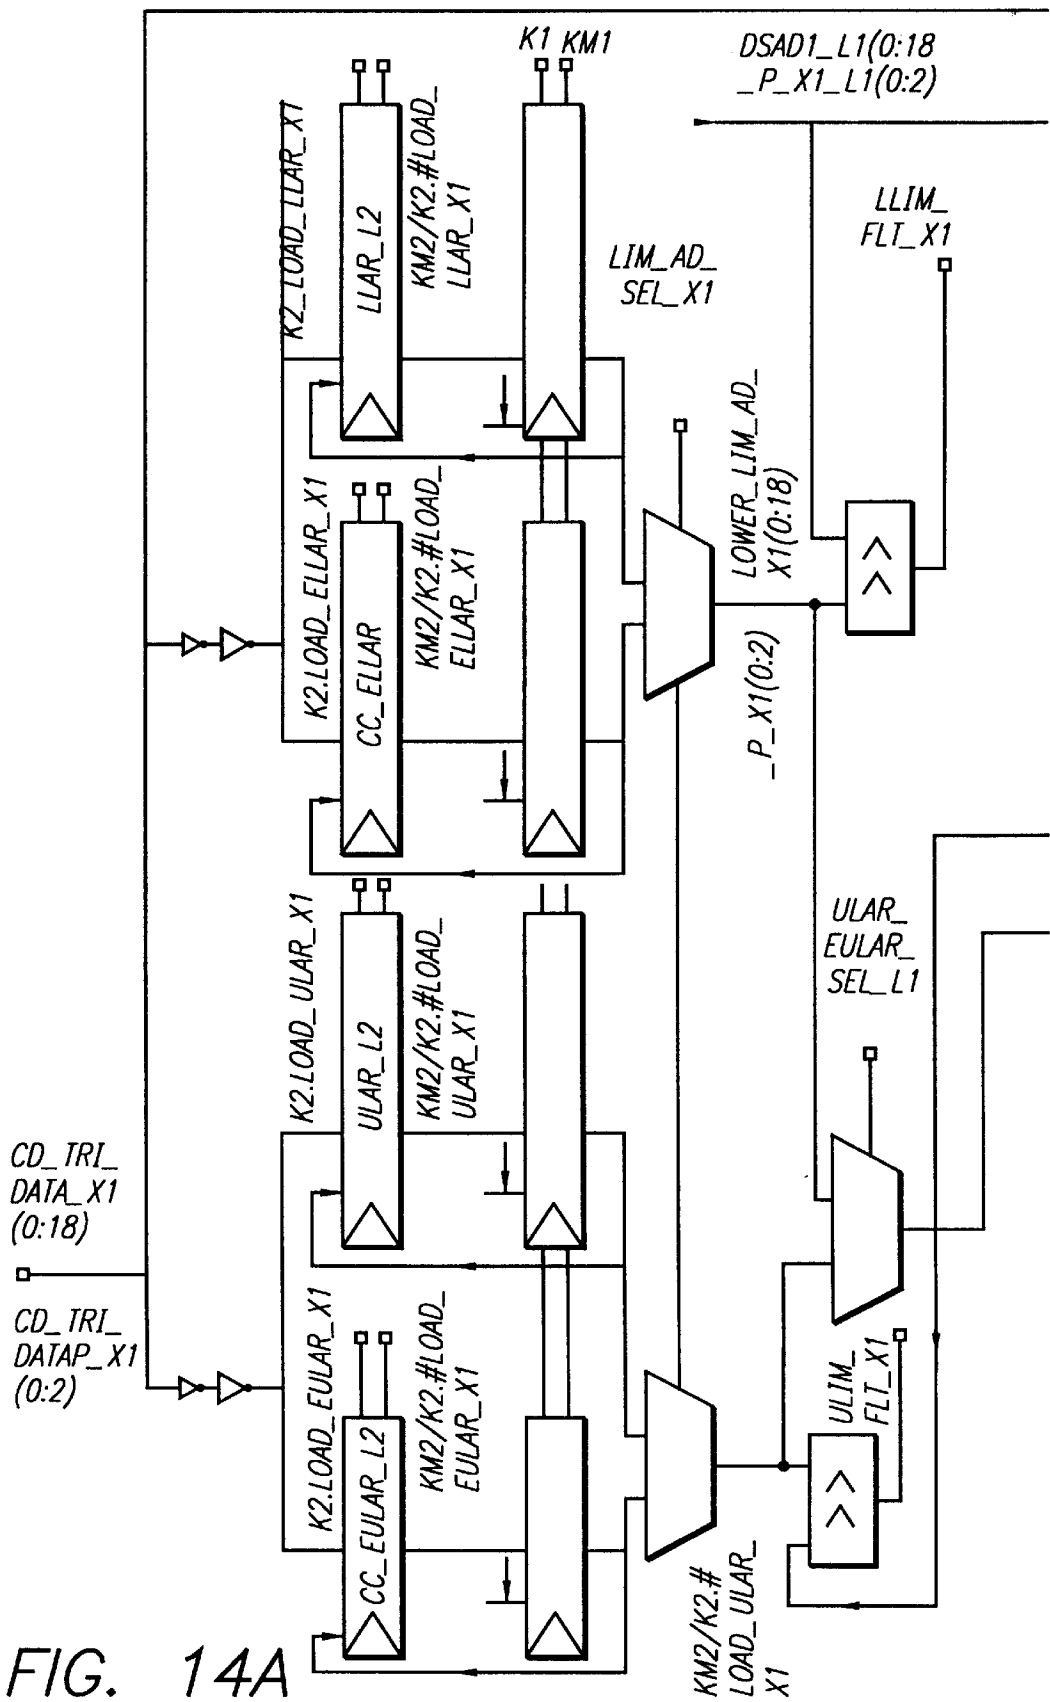 K1 KM1
DSAD1_L1(0:18
_P_X1_L1(0:2)
K2_LOAD_LLAR_X1
LLAR_L2
KM2/K2.#LOAD_
LLAR_X1
LLIM_
FLT_X1
LIM_AD_
SEL_X1
LOWER_LIM_AD_
X1(0:18)
_P_X1(0:2)
K2.LOAD_ELLAR_X1
CC_ELLAR
KM2/K2.#LOAD_
ELLAR_X1
K2.LOAD_ULAR_X1
ULAR_L2
KM2/K2.#LOAD_
ULAR_X1
ULAR_
EULAR_
SEL_L1
CD_TRI_
DATA_X1
(0:18)
CD_TRI_
DATAP_X1
(0:2)
K2.LOAD_EULAR_X1
CC_EULAR_L2
KM2/K2.#LOAD_
EULAR_X1
ULIM_
FLT_X1
KM2/K2.#
LOAD_ULAR_
X1
FIG. 14A